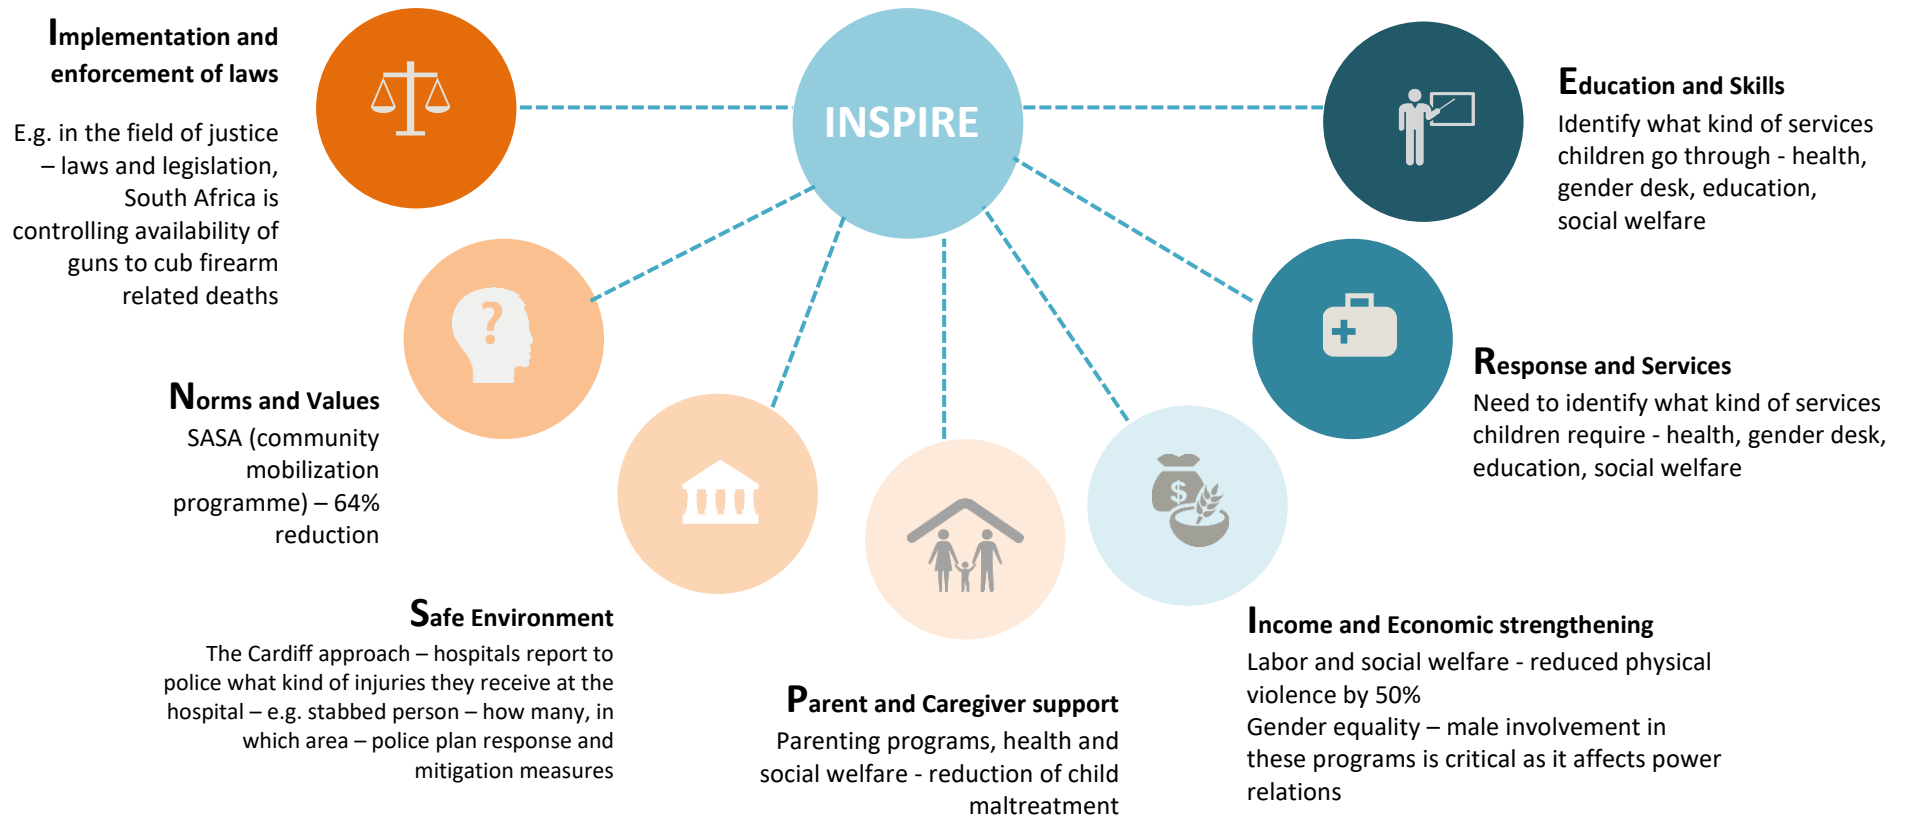 INSPIRE
Implementation and
enforcement of laws
E.g. in the field of justice
– laws and legislation,
South Africa is
controlling availability of
guns to cub firearm
related deaths
Norms and Values
SASA (community
mobilization
programme) – 64%
reduction
Safe Environment
The Cardiff approach – hospitals report to
police what kind of injuries they receive at the
hospital – e.g. stabbed person – how many, in
which area – police plan response and
mitigation measures
Parent and Caregiver support
Parenting programs, health and
social welfare - reduction of child
maltreatment
$
Income and Economic strengthening
Labor and social welfare - reduced physical
violence by 50%
Gender equality – male involvement in
these programs is critical as it affects power
relations
Response and Services
Need to identify what kind of services
children require - health, gender desk,
education, social welfare
Education and Skills
Identify what kind of services
children go through - health,
gender desk, education,
social welfare
?